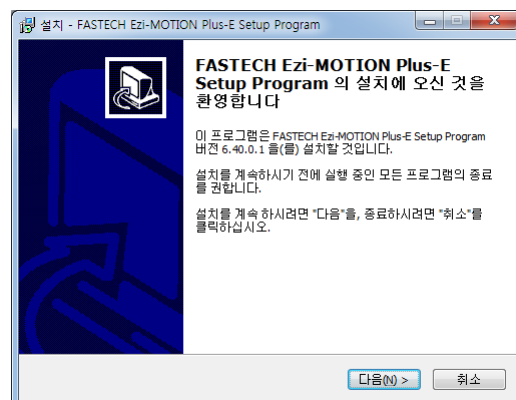 설치 - FASTECH Ezi-MOTION Plus-E Setup Program
FASTECH Ezi-MOTION Plus-E
Setup Program 의 설치에 오신 것을
환영합니다
이 프로그램은 FASTECH Ezi-MOTION Plus-E Setup Program
버전 6.40.0.1 을(를) 설치할 것입니다.
설치를 계속하시기 전에 실행 중인 모든 프로그램의 종료
를 권합니다.
설치를 계속 하시려면 "다음"을, 종료하시려면 "취소"를
클릭하십시오.
다음(N) >
취소